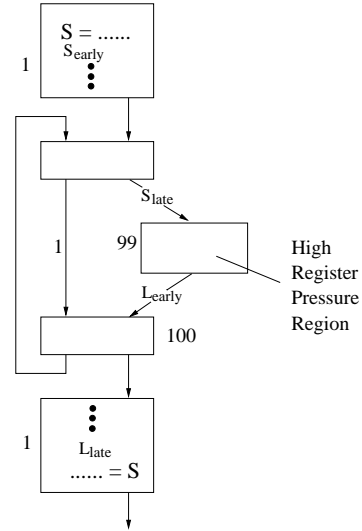 S = ......
S_early
1
S_late
99
1
High
Register
Pressure
Region
L_early
100
1
L_late
...... = S